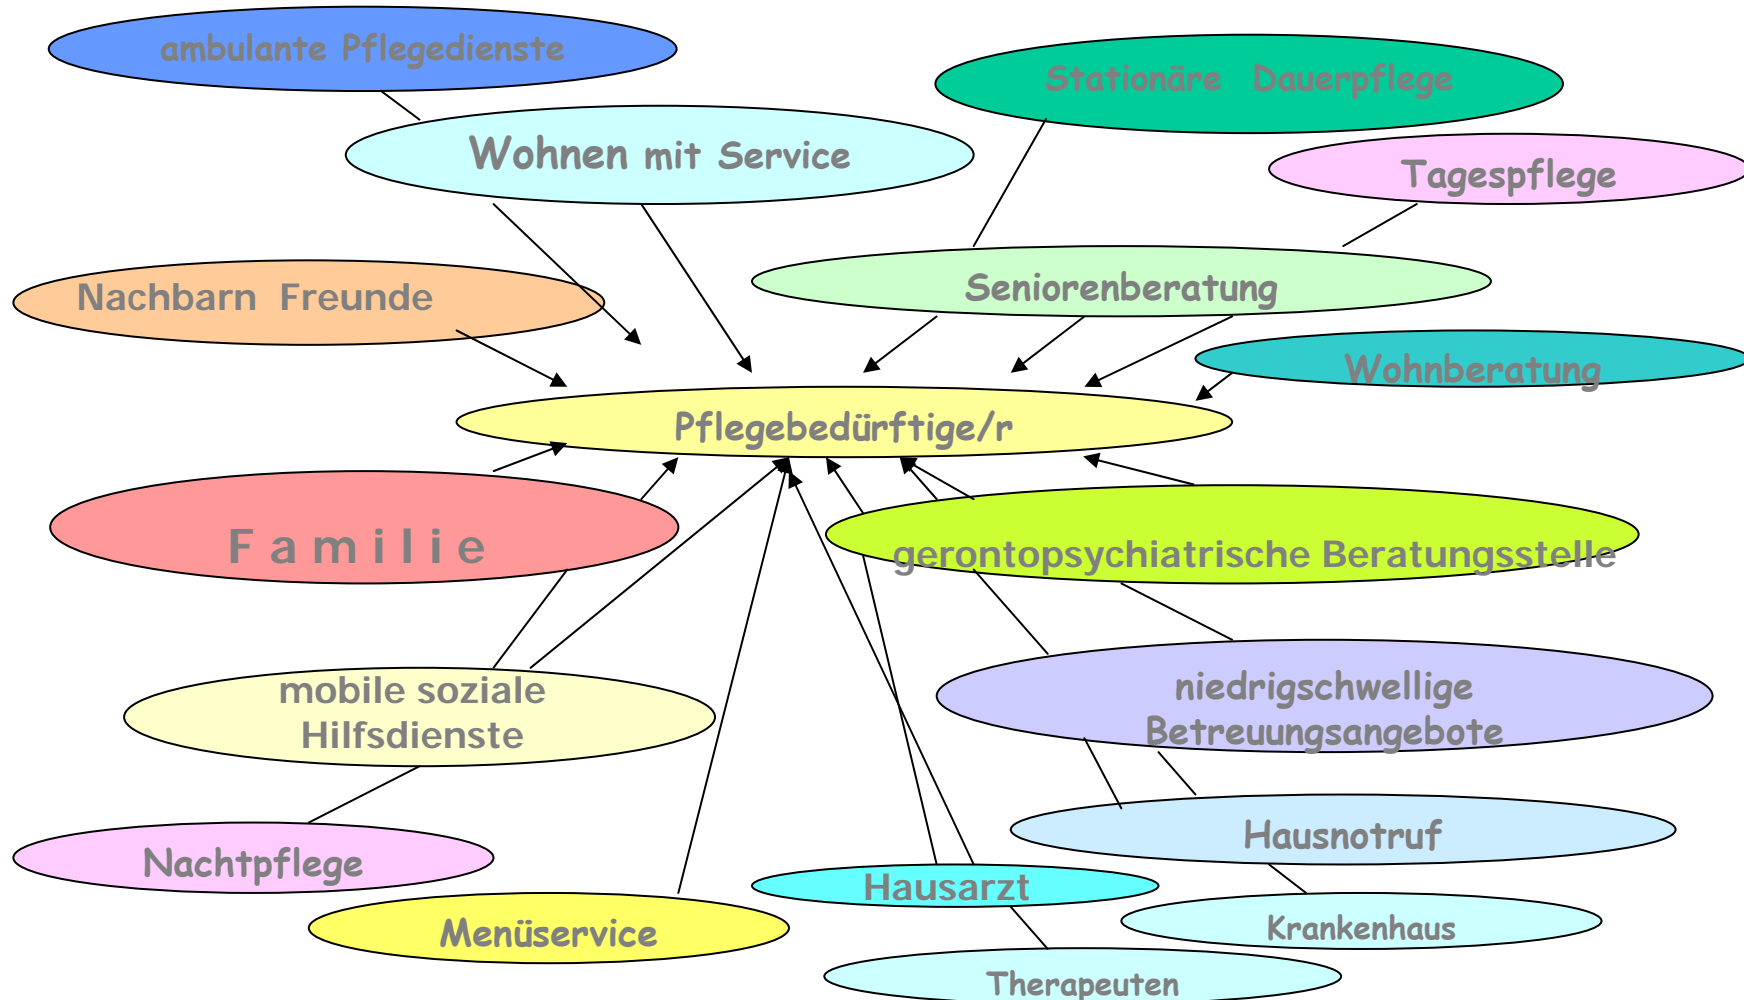 ambulante Pflegedienste
Stationäre Dauerpflege
Wohnen mit Service
Tagespflege
Nachbarn Freunde
Seniorenberatung
Wohnberatung
Pflegebedürftige/r
F a m i l i e
gerontopsychiatrische Beratungsstelle
mobile soziale
Hilfsdienste
niedrigschwellige
Betreuungsangebote
Nachtpflege
Hausnotruf
Hausarzt
Menüservice
Krankenhaus
Therapeuten